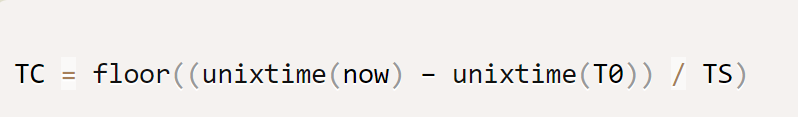 TC = floor((unixtime(now) − unixtime(T0)) / TS)